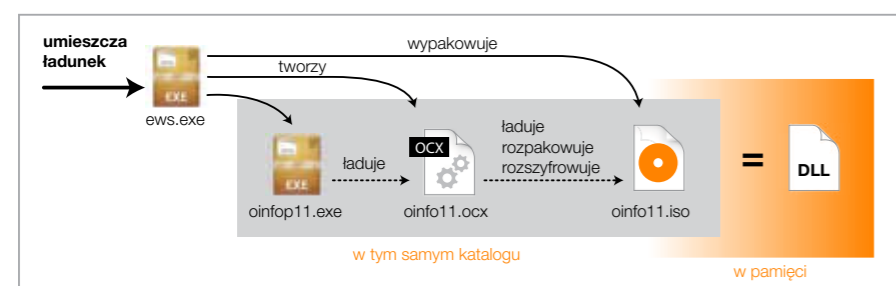 umieszcza
ładunek
wypakowuje
tworzy
EXE
ews.exe
EXE
oinfop11.exe
ładuje
OCX
oinfo11.ocx
ładuje
rozpakowuje
rozszyfrowuje
oinfo11.iso
=
DLL
w tym samym katalogu
w pamięci